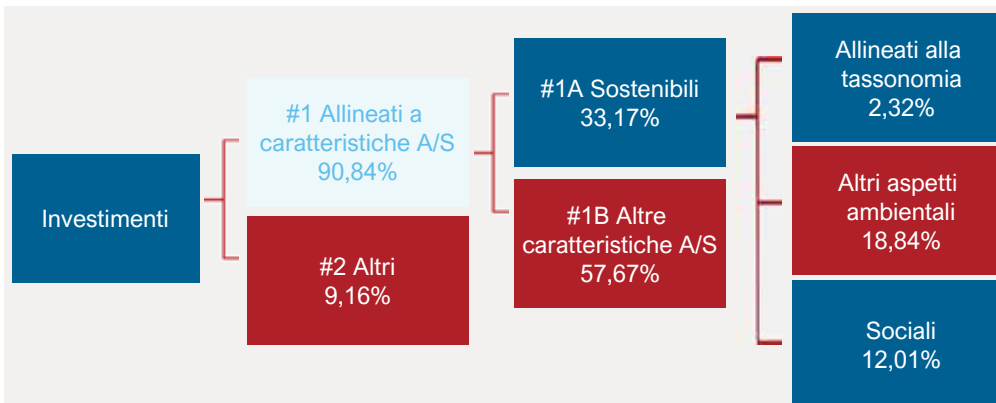 Investimenti
#1 Allineati a
caratteristiche A/S
90,84%
#2 Altri
9,16%
#1A Sostenibili
33,17%
#1B Altre
caratteristiche A/S
57,67%
Allineati alla
tassonomia
2,32%
Altri aspetti
ambientali
18,84%
Sociali
12,01%